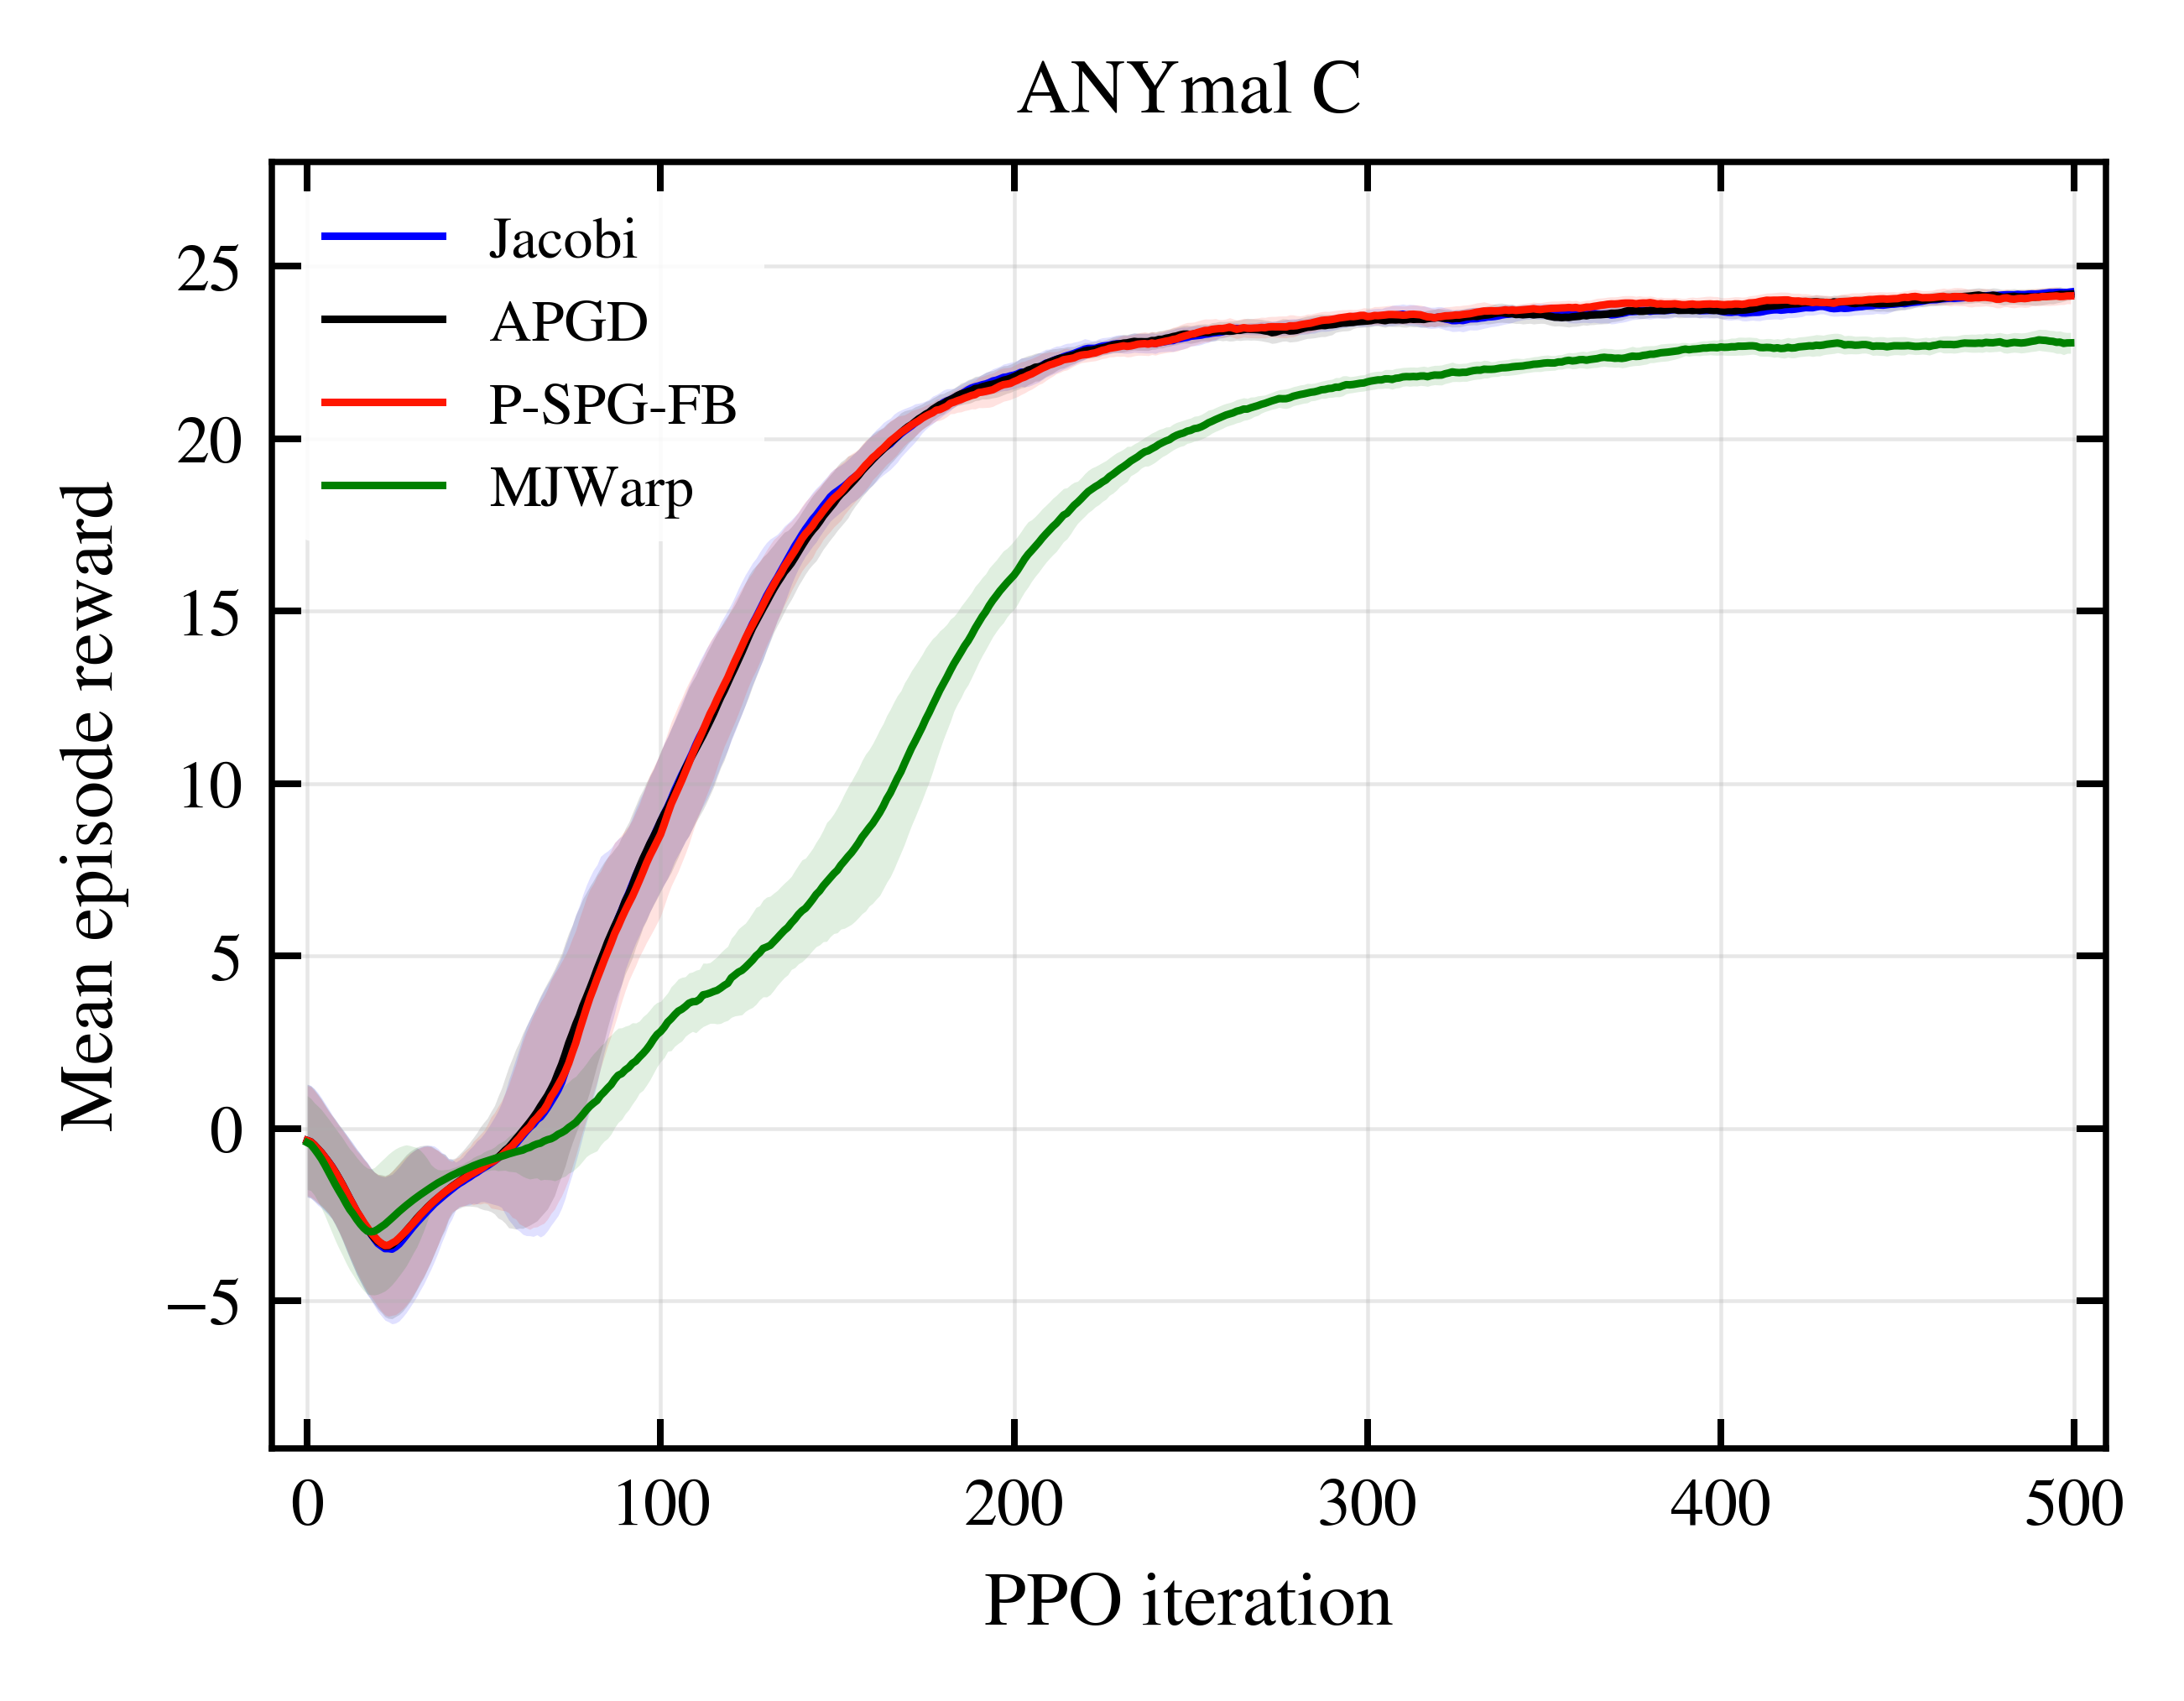 ANYmal C
Jacobi
APGD
P-SPG-FB
MJWarp
25
20
15
10
5
0
−5
Mean episode reward
0 100 200 300 400 500
PPO iteration